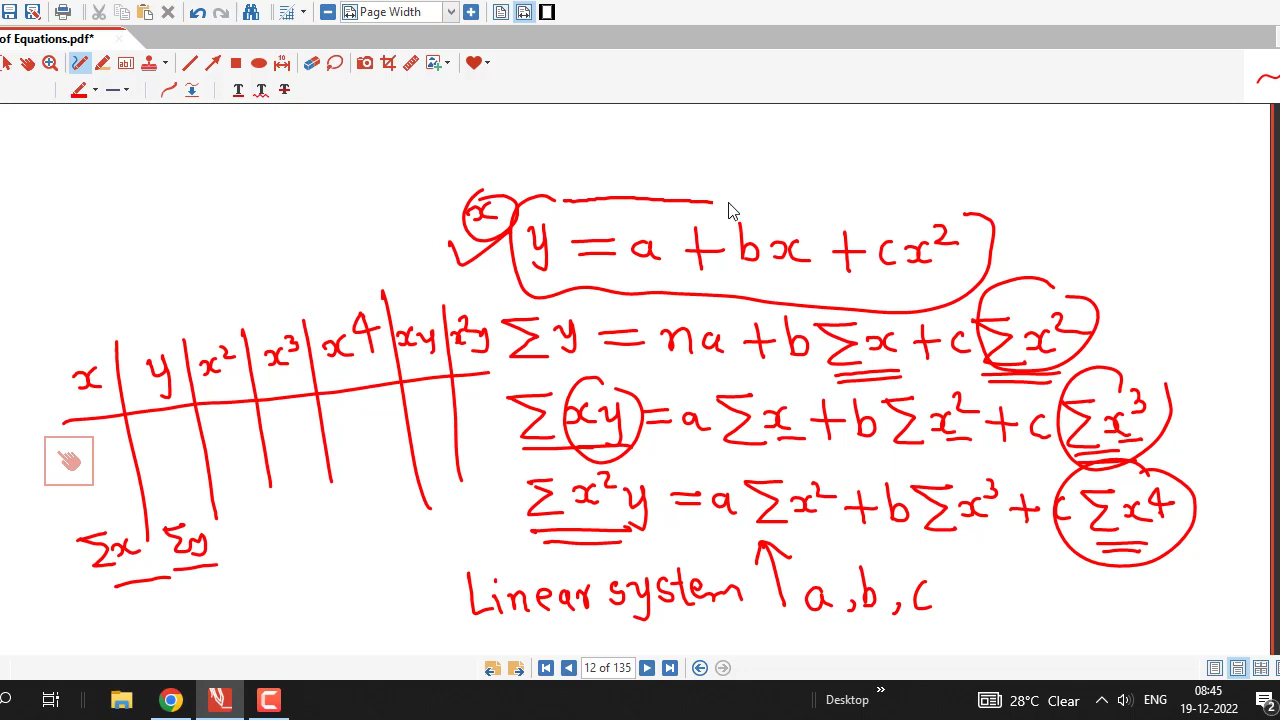 Page Width
of Equations.pdf*
10
x
y = a + bx + cx²
x y x² x³ x⁴ xy x²y
Σy = na + bΣx + cΣx²
Σxy = aΣx + bΣx² + cΣx³
Σx²y = aΣx² + bΣx³ + cΣx⁴
Σx Σy
Linear system ↑ a, b, c
12 of 135
Desktop » 28°C Clear ENG 08:45
19-12-2022
2